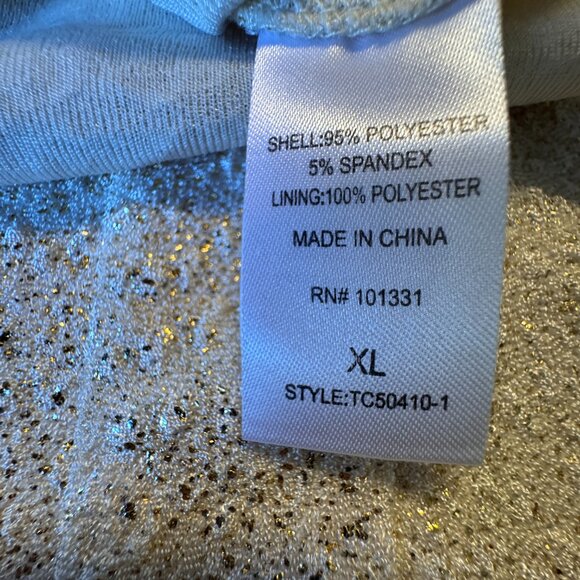 SHELL:95% POLYESTER
5% SPANDEX
LINING:100% POLYESTER
MADE IN CHINA
RN# 101331
XL
STYLE:TC50410-1